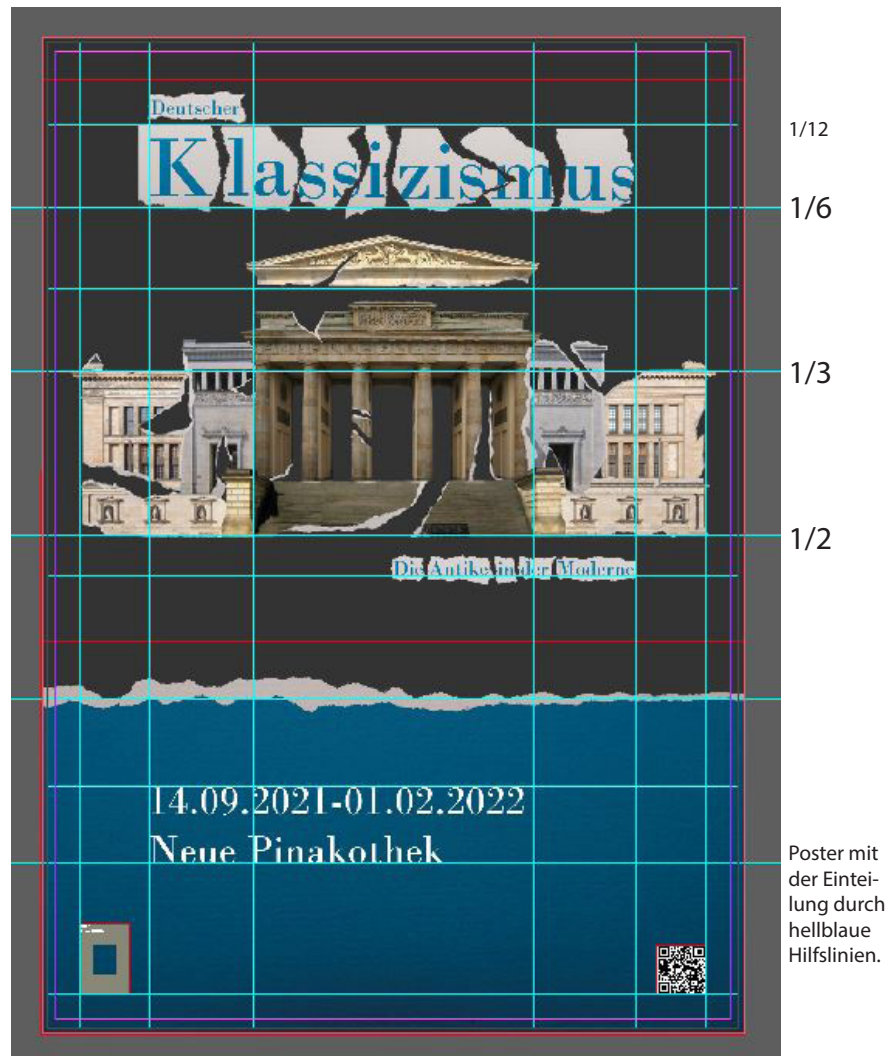 Deutscher
Klassizismus
1/12
1/6
1/3
1/2
Die Antike in der Moderne
14.09.2021-01.02.2022
Neue Pinakothek
Poster mit
der Eintei-
lung durch
hellblaue
Hilfslinien.